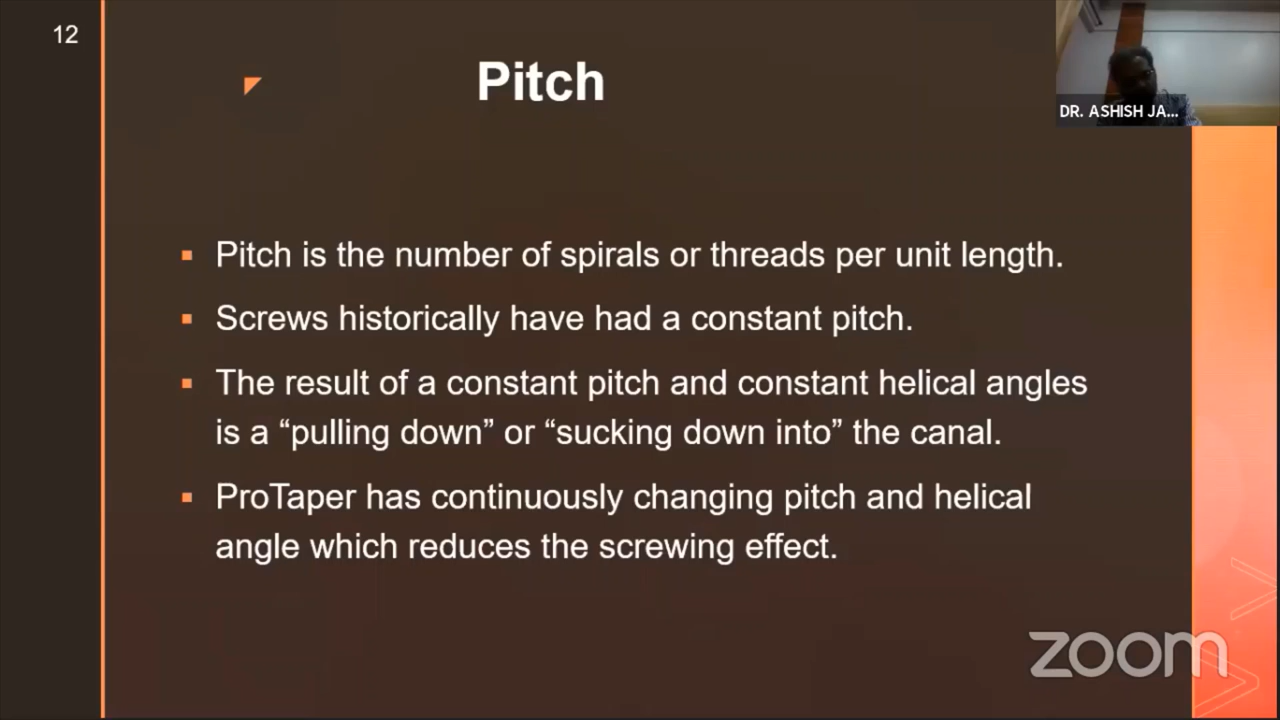 12
Pitch
DR. ASHISH JA...
Pitch is the number of spirals or threads per unit length.
Screws historically have had a constant pitch.
The result of a constant pitch and constant helical angles
is a “pulling down” or “sucking down into” the canal.
ProTaper has continuously changing pitch and helical
angle which reduces the screwing effect.
zoom